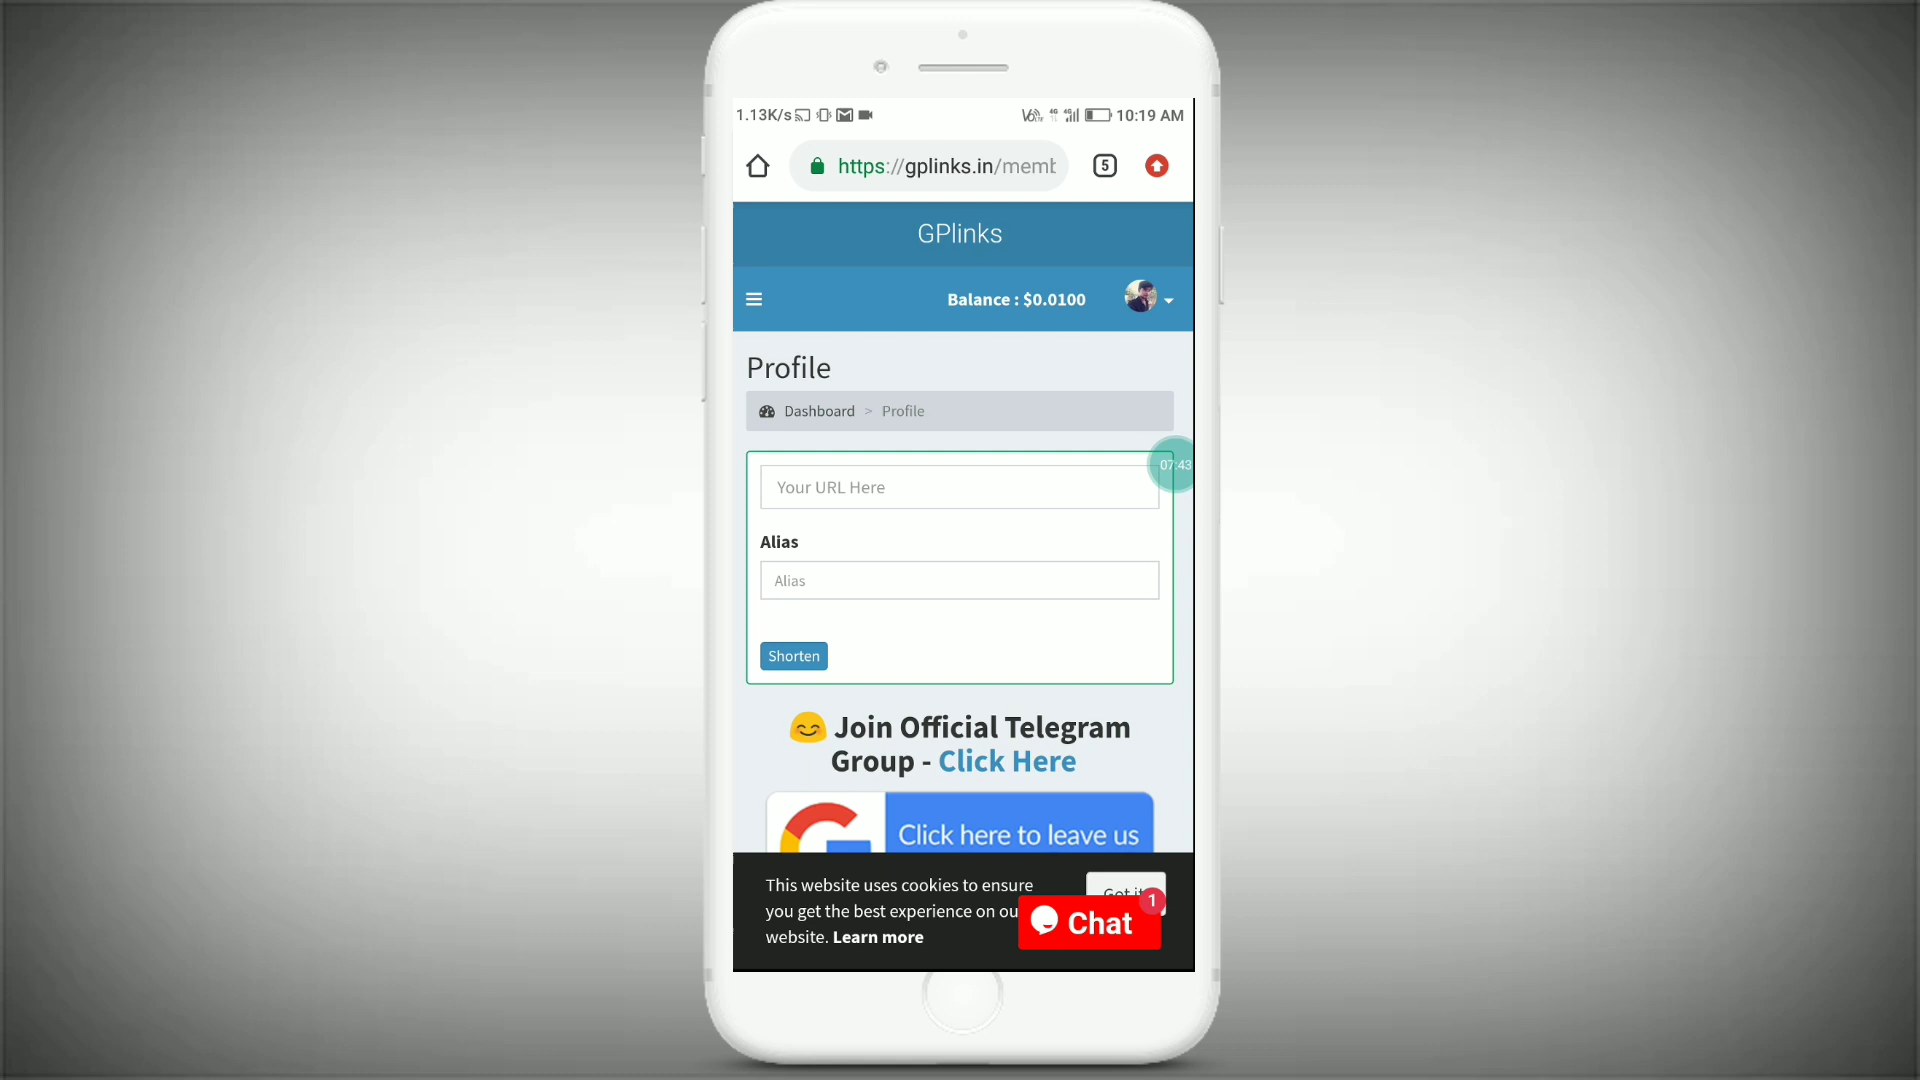 1.13K/s 10:19 AM
https://gplinks.in/memb 5
GPlinks
Balance : $0.0100
Profile
Dashboard > Profile
07:43
Your URL Here
Alias
Alias
Shorten
😊 Join Official Telegram
Group - Click Here
Click here to leave us
This website uses cookies to ensure
you get the best experience on ou
website. Learn more
Got it
1
Chat